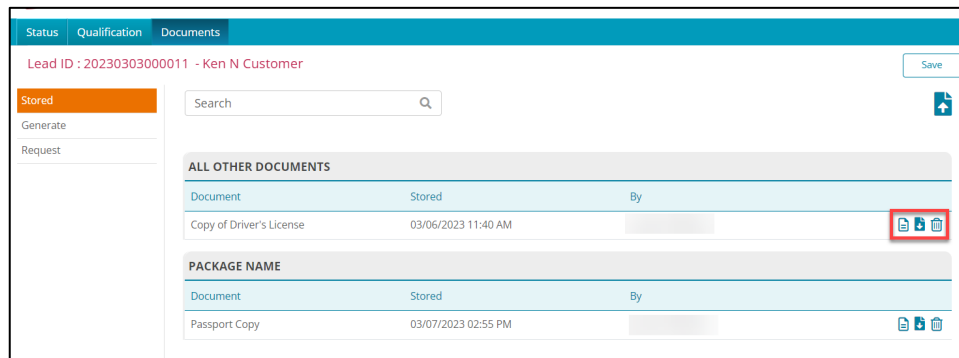 Status Qualification Documents
Lead ID : 20230303000011 - Ken N Customer
Save
Stored
Generate
Request
Search
ALL OTHER DOCUMENTS
Document Stored By
Copy of Driver's License 03/06/2023 11:40 AM
PACKAGE NAME
Document Stored By
Passport Copy 03/07/2023 02:55 PM